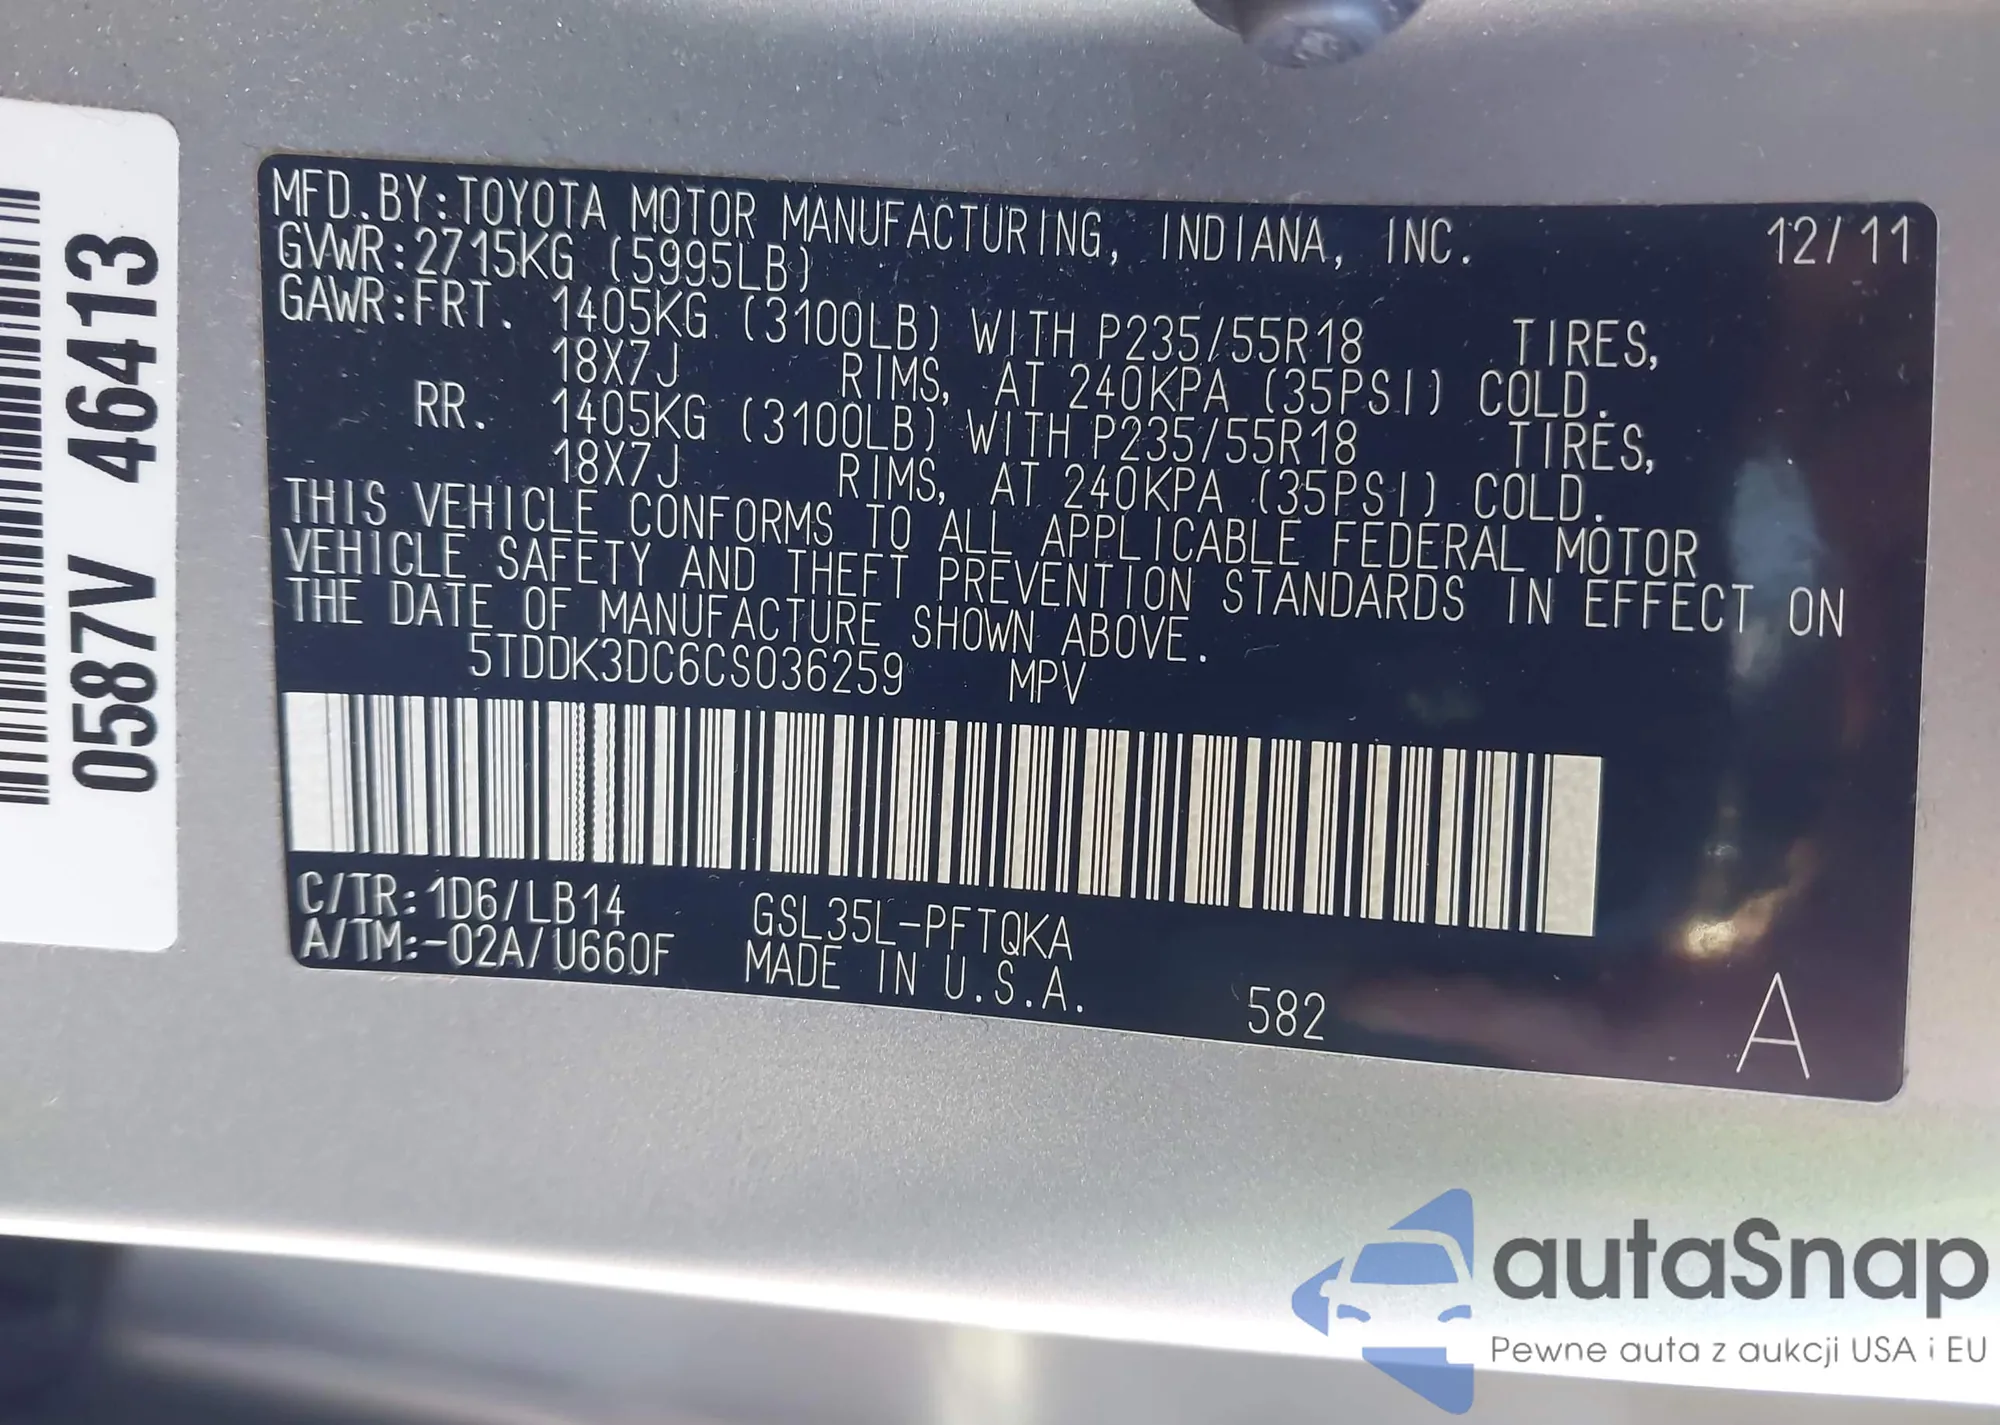 0587V 46413
MFD. BY: TOYOTA MOTOR MANUFACTURING, INDIANA, INC. 12/11
GVWR: 2715KG (5995LB)
GAWR: FRT. 1405KG (3100LB) WITH P235/55R18 TIRES,
18X7J RIMS, AT 240KPA (35PSI) COLD.
RR. 1405KG (3100LB) WITH P235/55R18 TIRES,
18X7J RIMS, AT 240KPA (35PSI) COLD.
THIS VEHICLE CONFORMS TO ALL APPLICABLE FEDERAL MOTOR
VEHICLE SAFETY AND THEFT PREVENTION STANDARDS IN EFFECT ON
THE DATE OF MANUFACTURE SHOWN ABOVE.
5TDDK3DC6CS036259 MPV
C/TR: 1D6/LB14 GSL35L-PFTQKA
A/TM:-02A/U660F MADE IN U.S.A. 582 A
autaSnap
Pewne auta z aukcji USA i EU